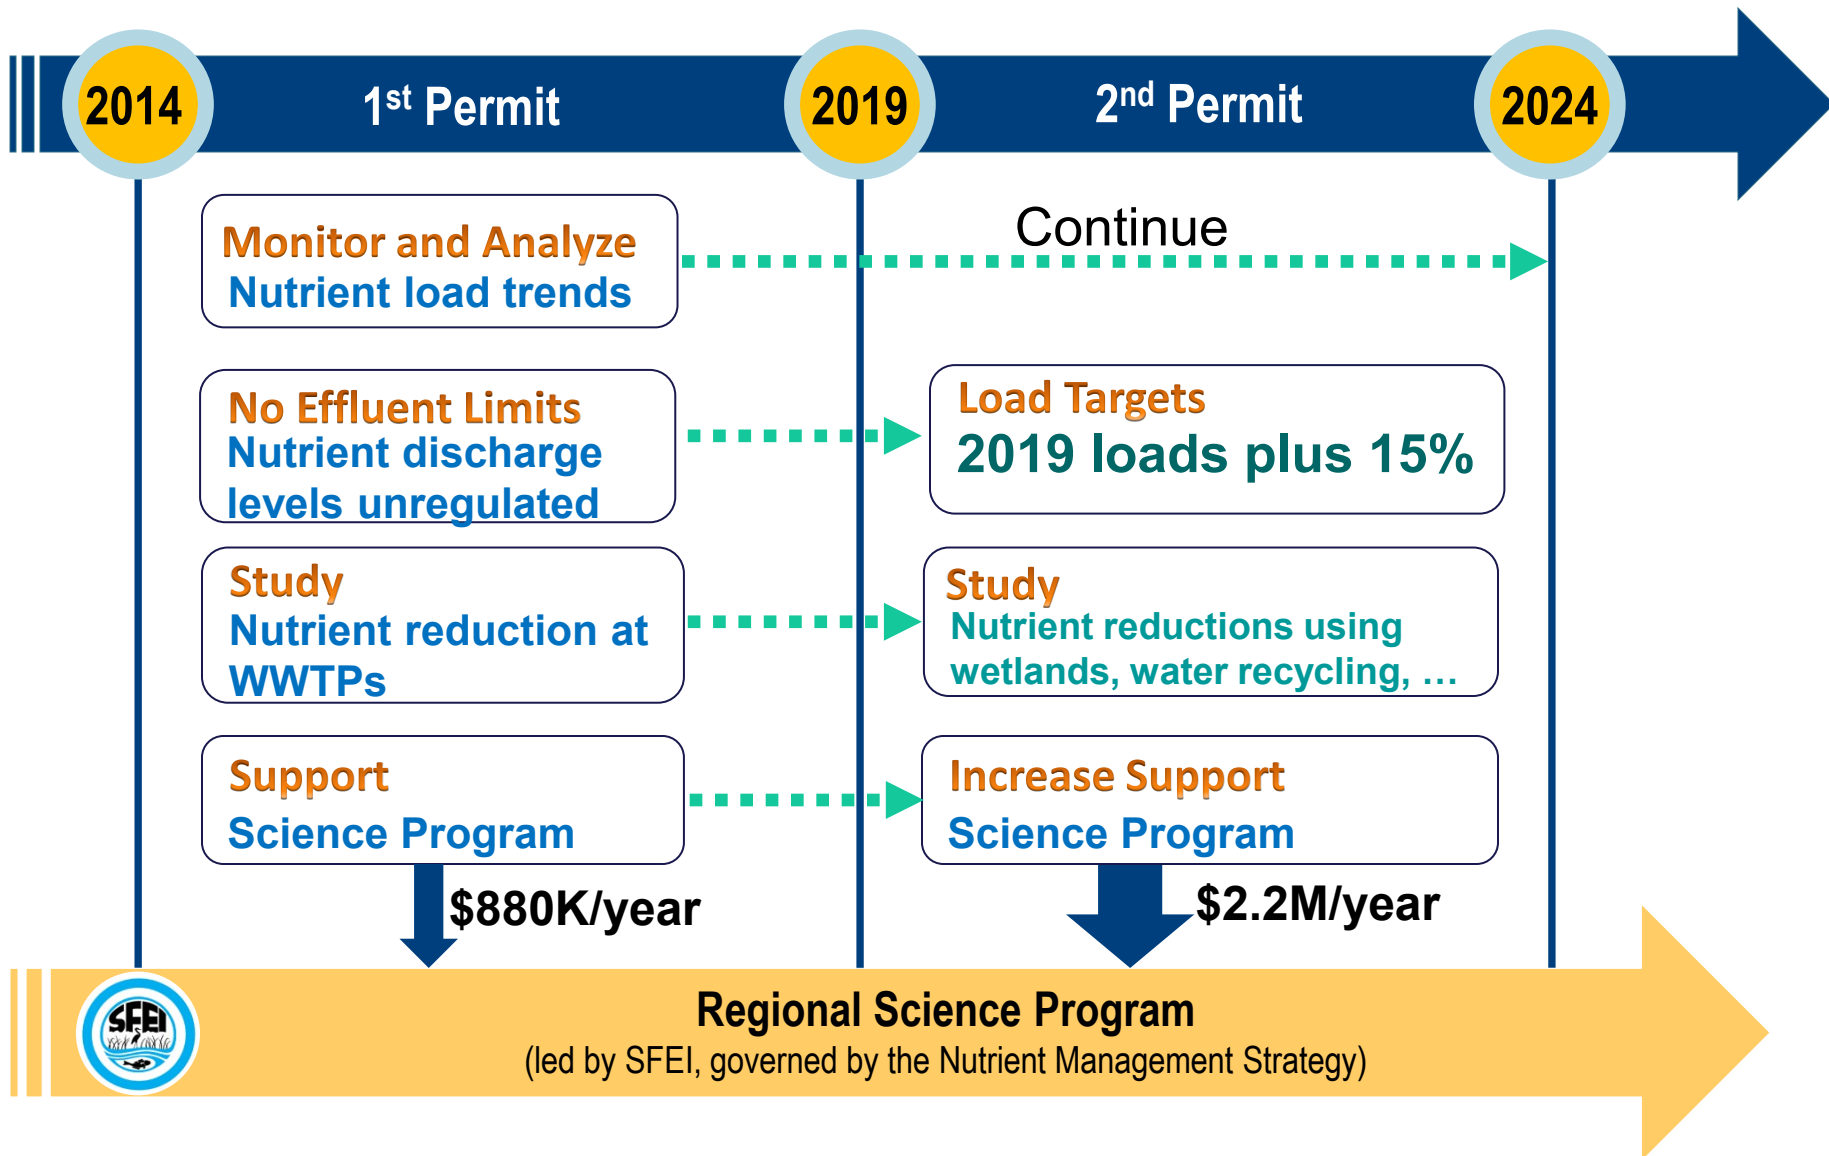 2014
1st Permit
2019
2nd Permit
2024
Monitor and Analyze
Nutrient load trends
Continue
No Effluent Limits
Nutrient discharge
levels unregulated
Load Targets
2019 loads plus 15%
Study
Nutrient reduction at
WWTPs
Study
Nutrient reductions using
wetlands, water recycling, …
Support
Science Program
Increase Support
Science Program
$880K/year
$2.2M/year
SFEI
Regional Science Program
(led by SFEI, governed by the Nutrient Management Strategy)